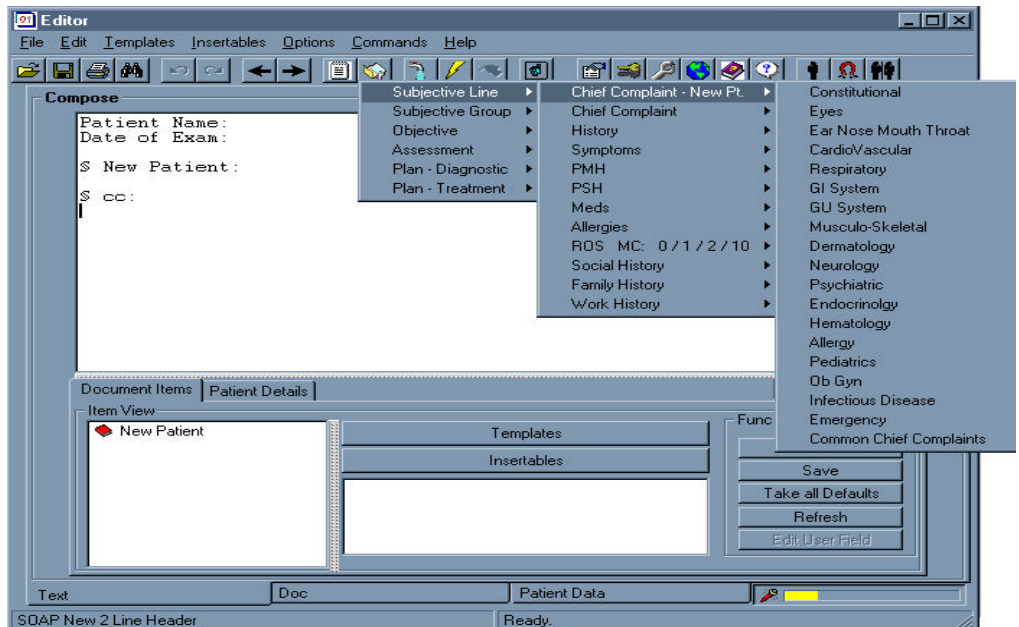 Editor
File Edit Templates Insertables Options Commands Help
Compose
Patient Name:
Date of Exam:
S New Patient:
S cc:
Subjective Line
Subjective Group
Objective
Assessment
Plan - Diagnostic
Plan - Treatment
Chief Complaint - New Pt.
Chief Complaint
History
Symptoms
PMH
PSH
Meds
Allergies
ROS MC: 0 / 1 / 2 / 10
Social History
Family History
Work History
Constitutional
Eyes
Ear Nose Mouth Throat
CardioVascular
Respiratory
GI System
GU System
Musculo-Skeletal
Dermatology
Neurology
Psychiatric
Endocrinolgy
Hematology
Allergy
Pediatrics
Ob Gyn
Infectious Disease
Emergency
Common Chief Complaints
Document Items Patient Details
Item View
New Patient
Templates
Insertables
Func
Save
Take all Defaults
Refresh
Edit User Field
Text Doc Patient Data
SOAP New 2 Line Header Ready.